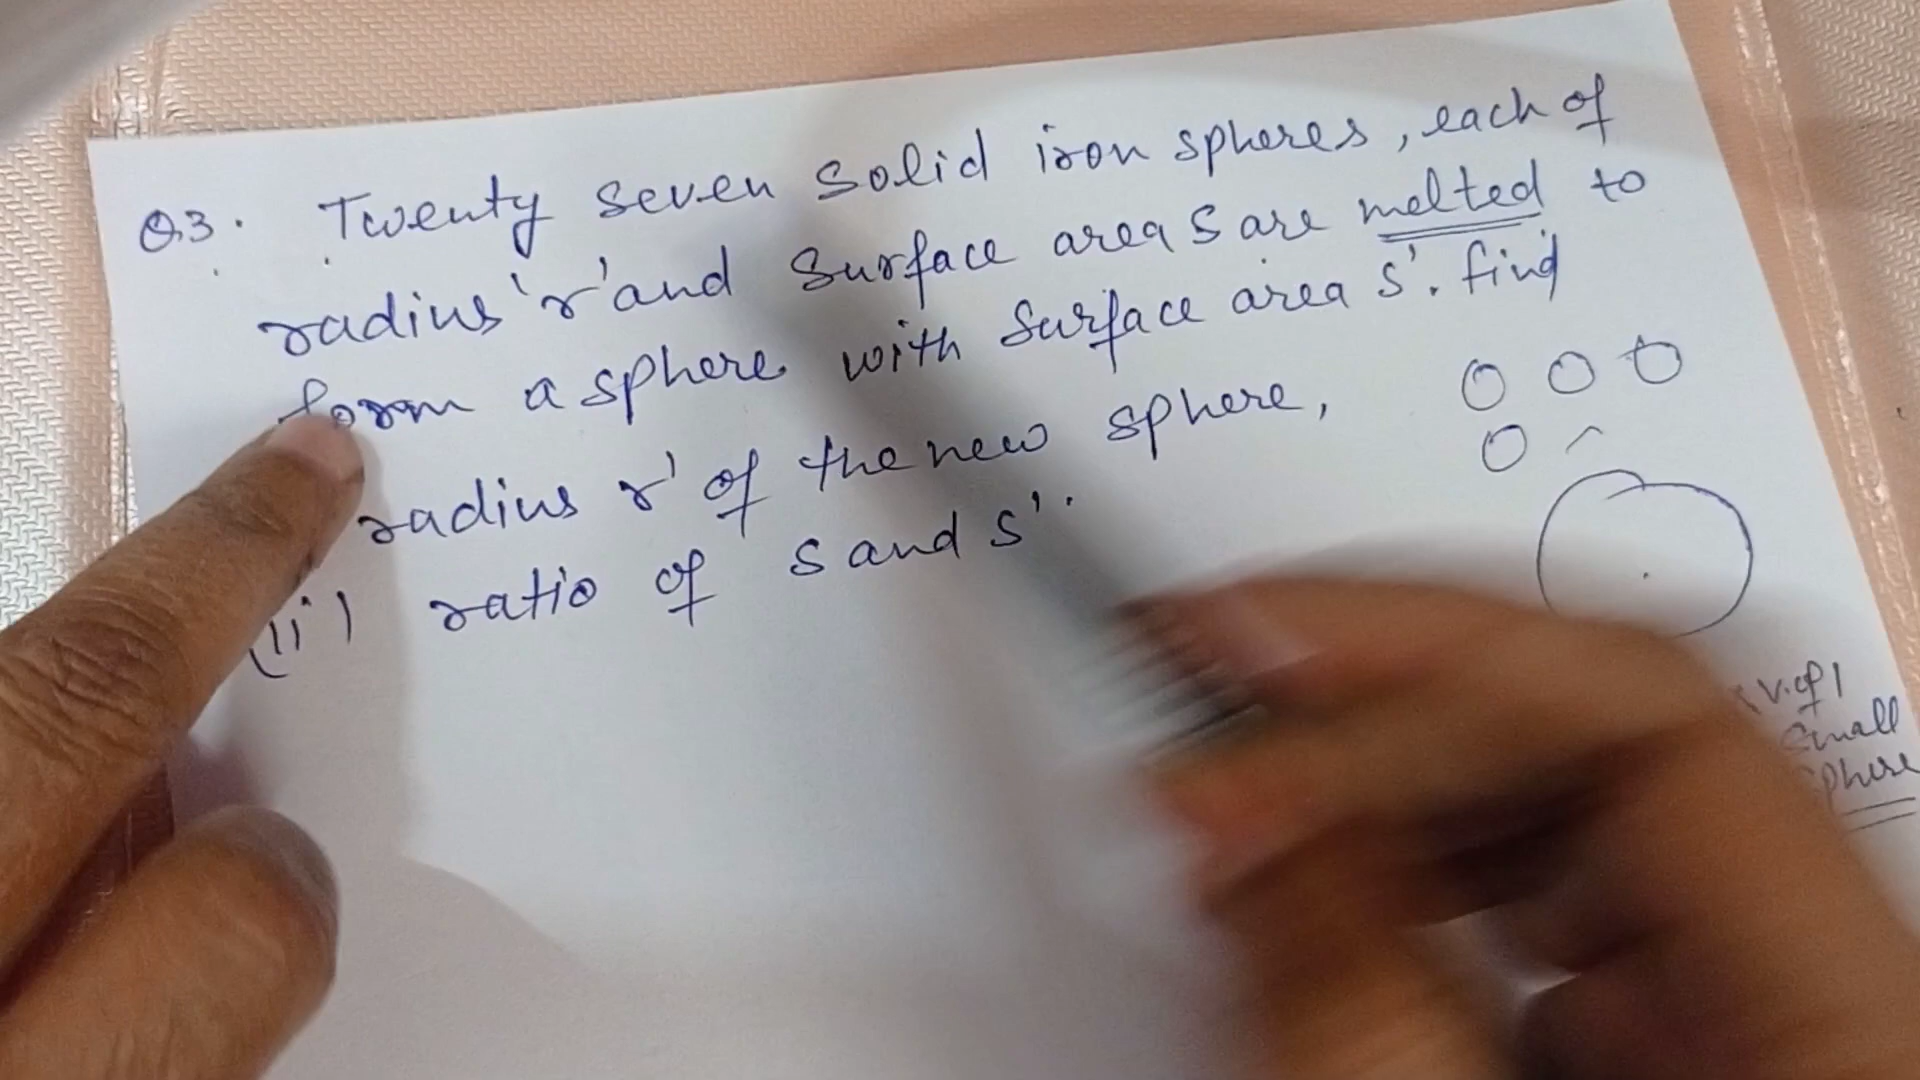 Q3. Twenty seven solid iron spheres, each of
radius 'r' and surface area S are melted to
form a sphere with surface area S'. find
radius r' of the new sphere,
(ii) ratio of S and S'.
V. of 1
small
sphere